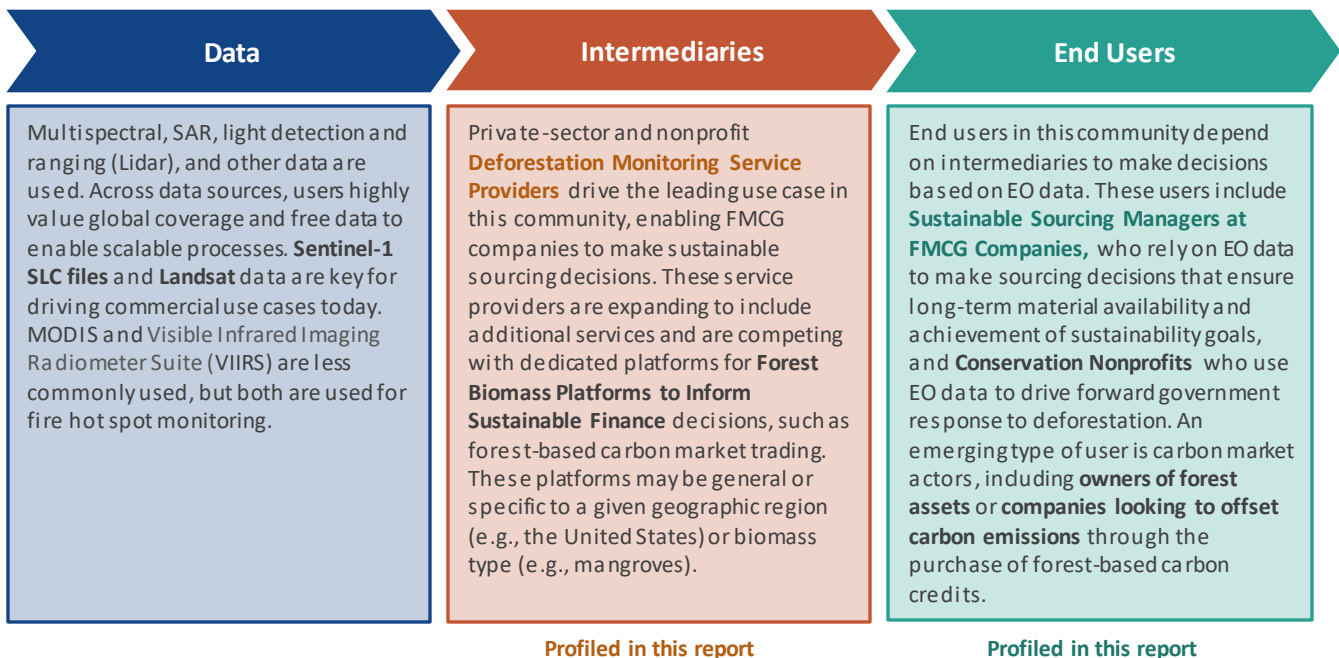 Data
Multispectral, SAR, light detection and
ranging (Lidar), and other data are
used. Across data sources, users highly
value global coverage and free data to
enable scalable processes. Sentinel-1
SLC files and Landsat data are key for
driving commercial use cases today.
MODIS and Visible Infrared Imaging
Radiometer Suite (VIIRS) are less
commonly used, but both are used for
fire hot spot monitoring.
Intermediaries
Private-sector and nonprofit
Deforestation Monitoring Service
Providers drive the leading use case in
this community, enabling FMCG
companies to make sustainable
sourcing decisions. These service
providers are expanding to include
additional services and are competing
with dedicated platforms for Forest
Biomass Platforms to Inform
Sustainable Finance decisions, such as
forest-based carbon market trading.
These platforms may be general or
specific to a given geographic region
(e.g., the United States) or biomass
type (e.g., mangroves).
Profiled in this report
End Users
End users in this community depend
on intermediaries to make decisions
based on EO data. These users include
Sustainable Sourcing Managers at
FMCG Companies, who rely on EO data
to make sourcing decisions that ensure
long-term material availability and
achievement of sustainability goals,
and Conservation Nonprofits who use
EO data to drive forward government
response to deforestation. An
emerging type of user is carbon market
actors, including owners of forest
assets or companies looking to offset
carbon emissions through the
purchase of forest-based carbon
credits.
Profiled in this report